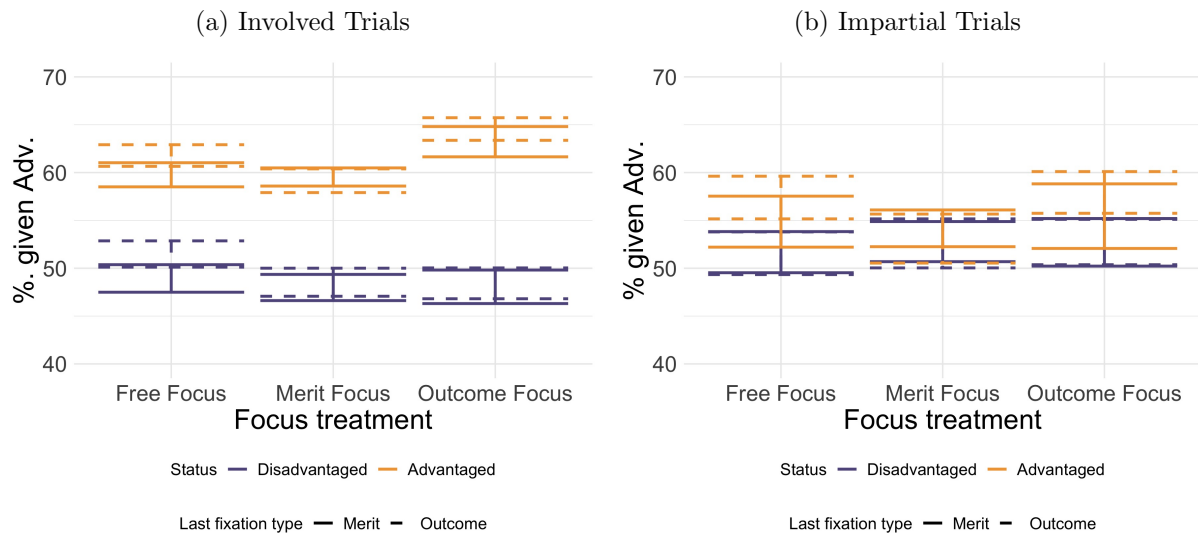 (a) Involved Trials
%. given Adv.
70
60
50
40
Free Focus Merit Focus Outcome Focus
Focus treatment
Status Disadvantaged Advantaged
Last fixation type Merit Outcome
(b) Impartial Trials
% given Adv.
70
60
50
40
Free Focus Merit Focus Outcome Focus
Focus treatment
Status Disadvantaged Advantaged
Last fixation type Merit Outcome